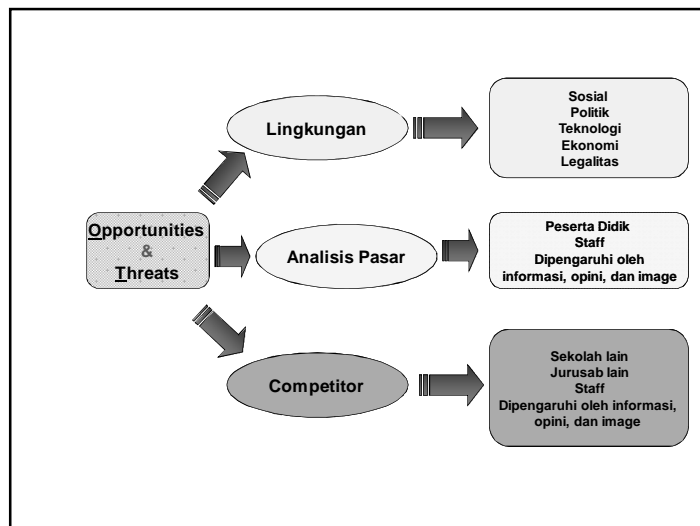 Opportunities
&
Threats
Lingkungan
Sosial
Politik
Teknologi
Ekonomi
Legalitas
Analisis Pasar
Peserta Didik
Staff
Dipengaruhi oleh
informasi, opini, dan image
Competitor
Sekolah lain
Jurusab lain
Staff
Dipengaruhi oleh informasi,
opini, dan image